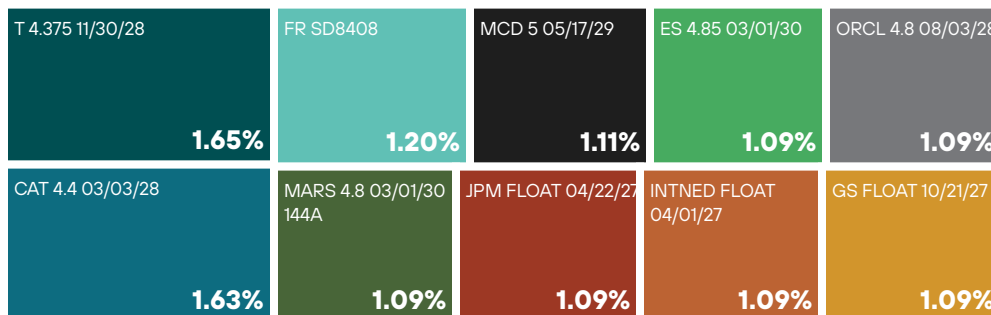 T 4.375 11/30/28
1.65%
FR SD8408
1.20%
MCD 5 05/17/29
1.11%
ES 4.85 03/01/30
1.09%
ORCL 4.8 08/03/28
1.09%
CAT 4.4 03/03/28
1.63%
MARS 4.8 03/01/30
144A
1.09%
JPM FLOAT 04/22/27
1.09%
INTNED FLOAT
04/01/27
1.09%
GS FLOAT 10/21/27
1.09%